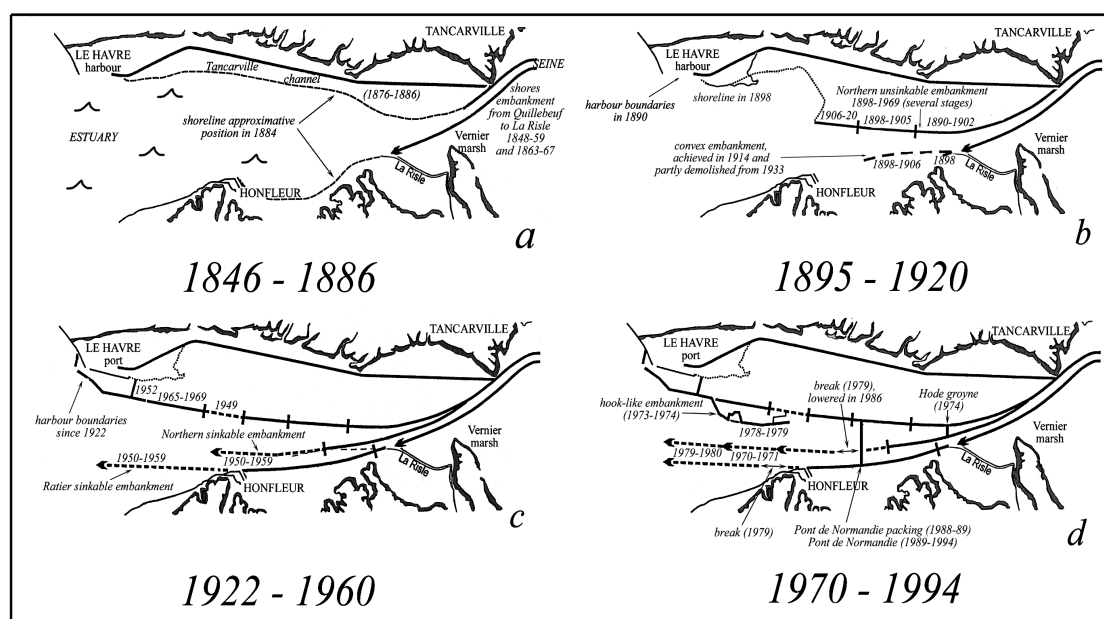 TANCARVILLE
LE HAVRE
harbour
Tancarville
channel
(1876-1886)
SEINE
shores
embankment
from Quillebeuf
to La Risle
1848-59
and 1863-67
shoreline approximative
position in 1884
ESTUARY
Vernier
marsh
La Risle
HONFLEUR
a
1846 - 1886
TANCARVILLE
LE HAVRE
harbour
shoreline in 1898
harbour boundaries
in 1890
Northern unsinkable embankment
1898-1969 (several stages)
1906-20
1898-1905
1890-1902
convex embankment,
achieved in 1914 and
partly demolished from 1933
1898-1906
1898
Vernier
marsh
La Risle
HONFLEUR
b
1895 - 1920
TANCARVILLE
LE HAVRE
port
1952
1965-1969
1949
harbour boundaries
since 1922
Northern sinkable embankment
1950-1959
1950-1959
Ratier sinkable embankment
Vernier
marsh
La Risle
HONFLEUR
c
1922 - 1960
TANCARVILLE
LE HAVRE
port
break (1979),
lowered in 1986
Hode groyne
(1974)
hook-like embankment
(1973-1974)
1978-1979
1979-1980
1970-1971
Vernier
marsh
La Risle
HONFLEUR
break (1979)
Pont de Normandie packing (1988-89)
Pont de Normandie (1989-1994)
d
1970 - 1994